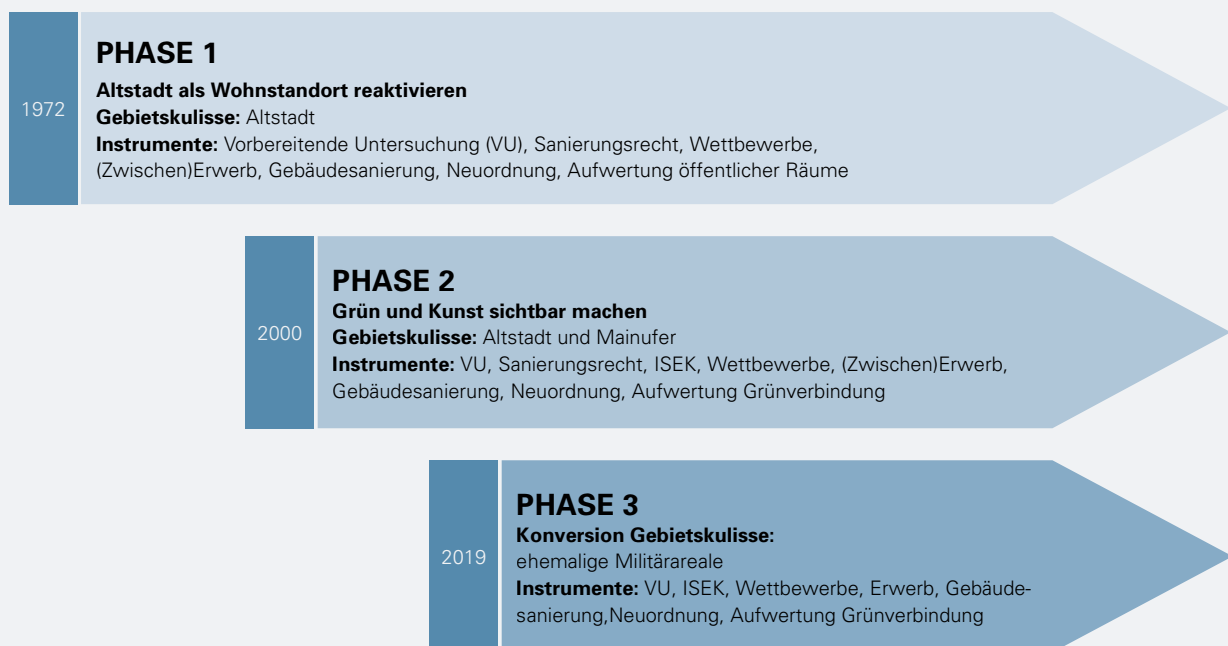 1972
PHASE 1
Altstadt als Wohnstandort reaktivieren
Gebietskulisse: Altstadt
Instrumente: Vorbereitende Untersuchung (VU), Sanierungsrecht, Wettbewerbe,
(Zwischen)Erwerb, Gebäudesanierung, Neuordnung, Aufwertung öffentlicher Räume
2000
PHASE 2
Grün und Kunst sichtbar machen
Gebietskulisse: Altstadt und Mainufer
Instrumente: VU, Sanierungsrecht, ISEK, Wettbewerbe, (Zwischen)Erwerb,
Gebäudesanierung, Neuordnung, Aufwertung Grünverbindung
2019
PHASE 3
Konversion Gebietskulisse:
ehemalige Militärareale
Instrumente: VU, ISEK, Wettbewerbe, Erwerb, Gebäude-
sanierung,Neuordnung, Aufwertung Grünverbindung